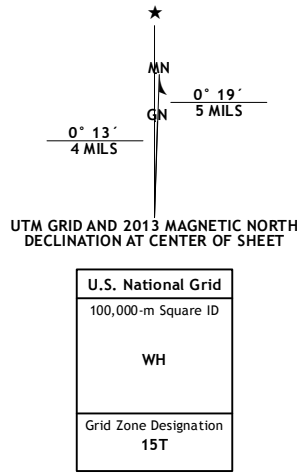 MN
0° 19´
GN
5 MILS
0° 13´
4 MILS
UTM GRID AND 2013 MAGNETIC NORTH
DECLINATION AT CENTER OF SHEET
U.S. National Grid
100,000-m Square ID
WH
Grid Zone Designation
15T